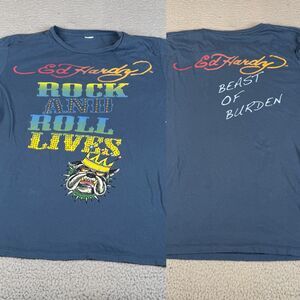 Ed Hardy
ROCK
AND
ROLL
LIVES
Ed Hardy
BEAST
OF
BURDEN